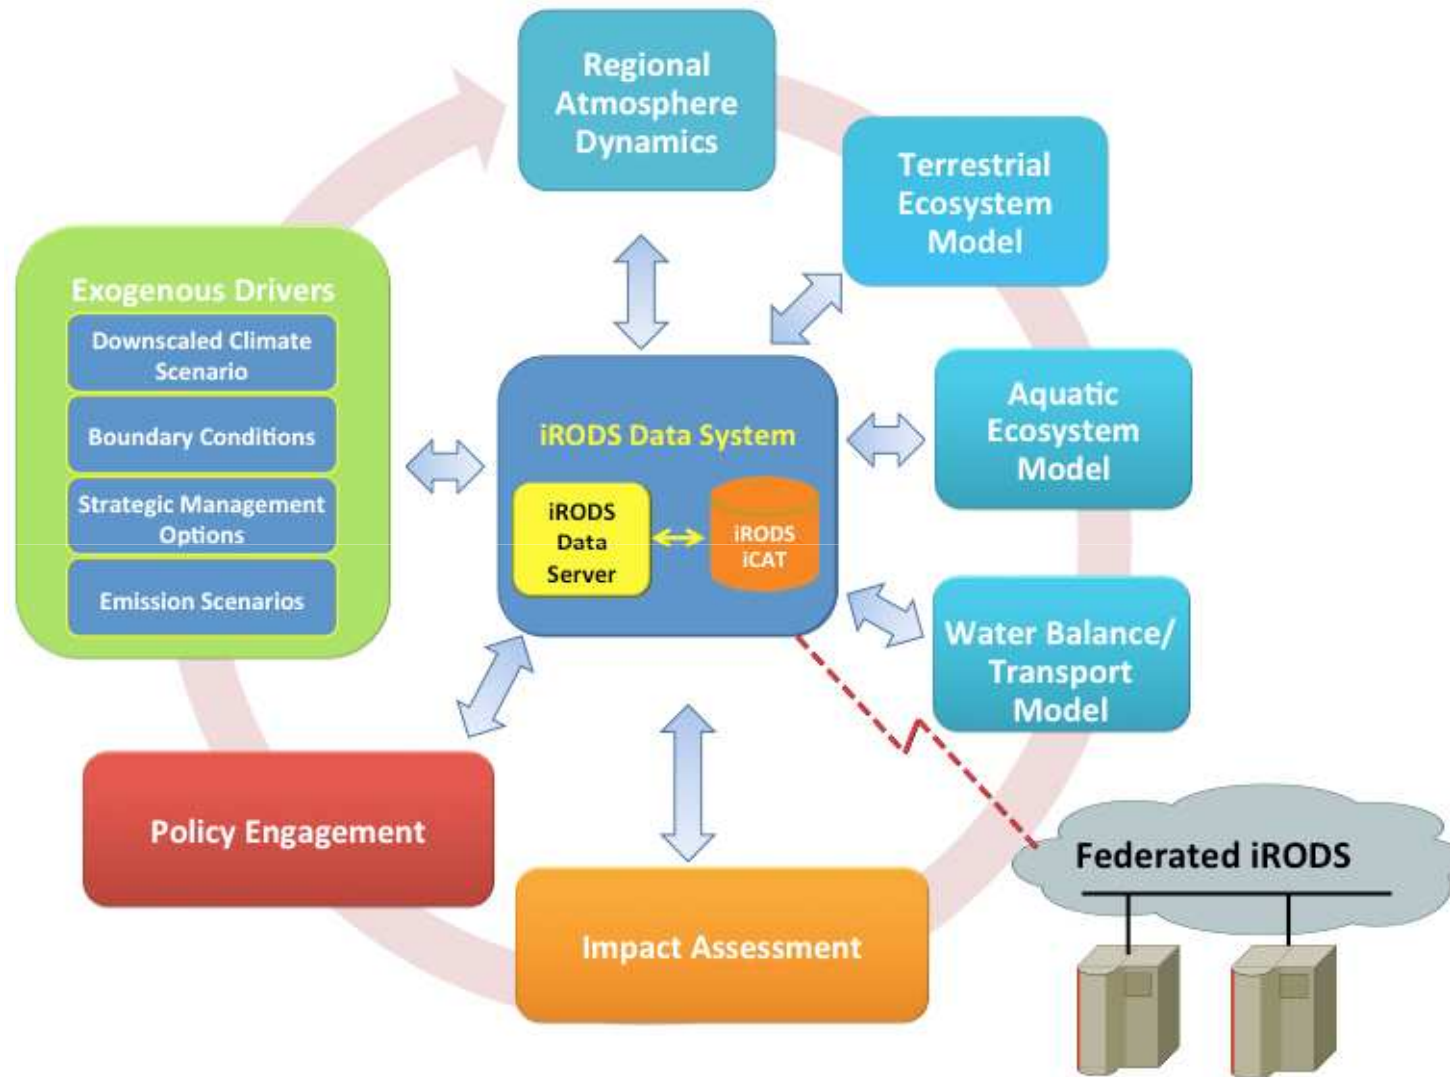 Regional
Atmosphere
Dynamics
Terrestrial
Ecosystem
Model
Exogenous Drivers
Downscaled Climate
Scenario
Boundary Conditions
Strategic Management
Options
Emission Scenarios
iRODS Data System
iRODS
Data
Server
iRODS
iCAT
Aquatic
Ecosystem
Model
Water Balance/
Transport
Model
Policy Engagement
Impact Assessment
Federated iRODS